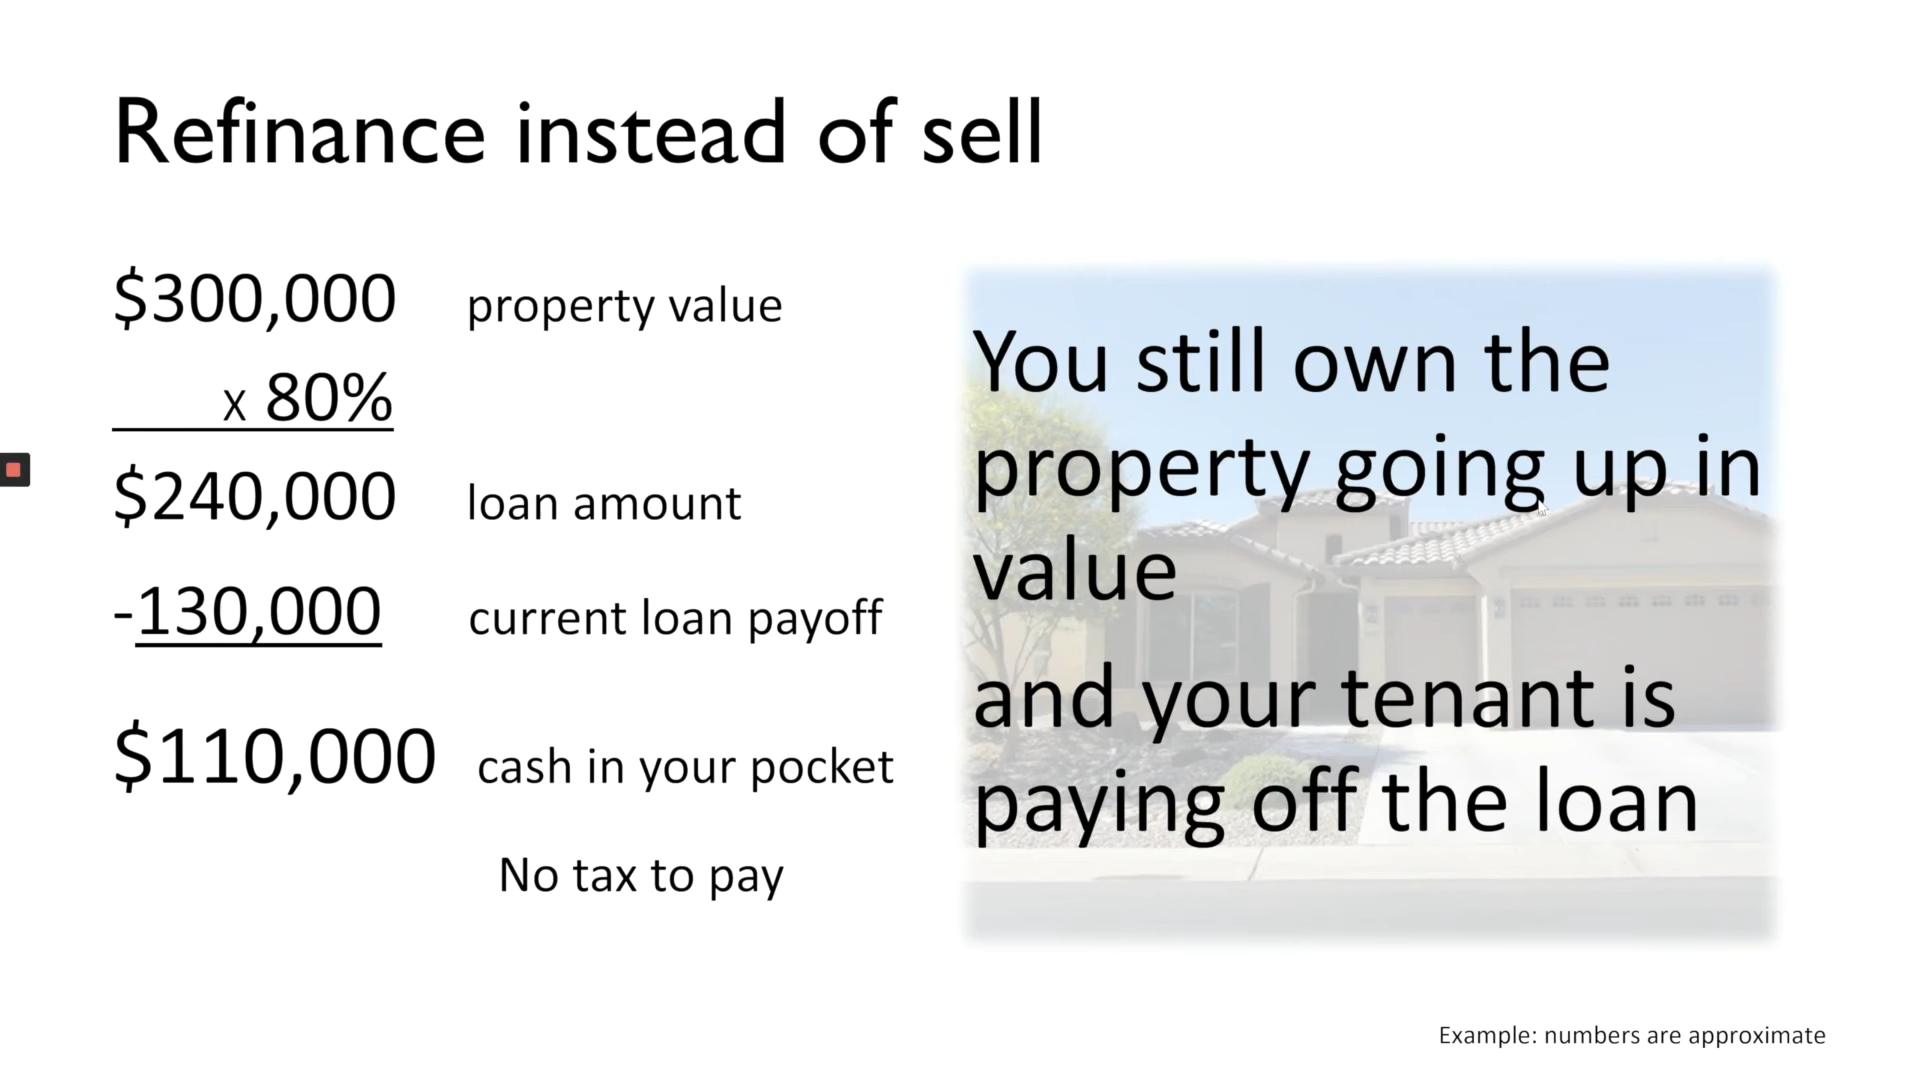 Refinance instead of sell
$300,000 property value
x 80%
$240,000 loan amount
-130,000 current loan payoff
$110,000 cash in your pocket
No tax to pay
You still own the
property going up in
value
and your tenant is
paying off the loan
Example: numbers are approximate